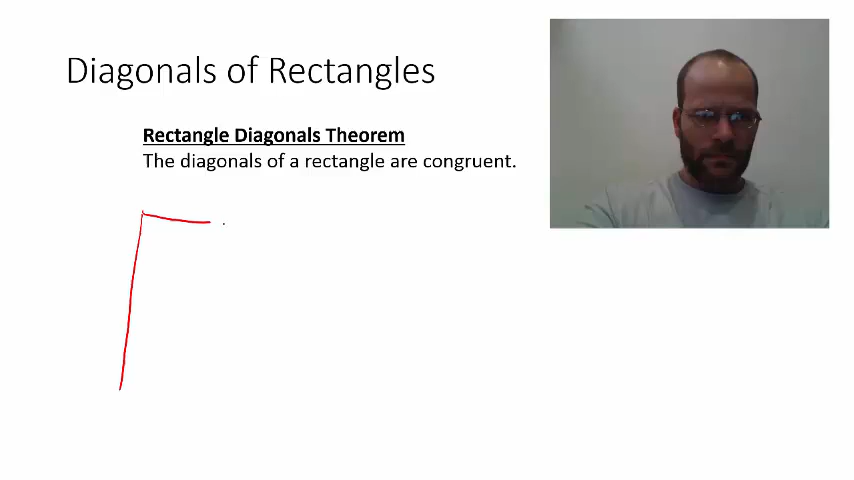 Diagonals of Rectangles
Rectangle Diagonals Theorem
The diagonals of a rectangle are congruent.